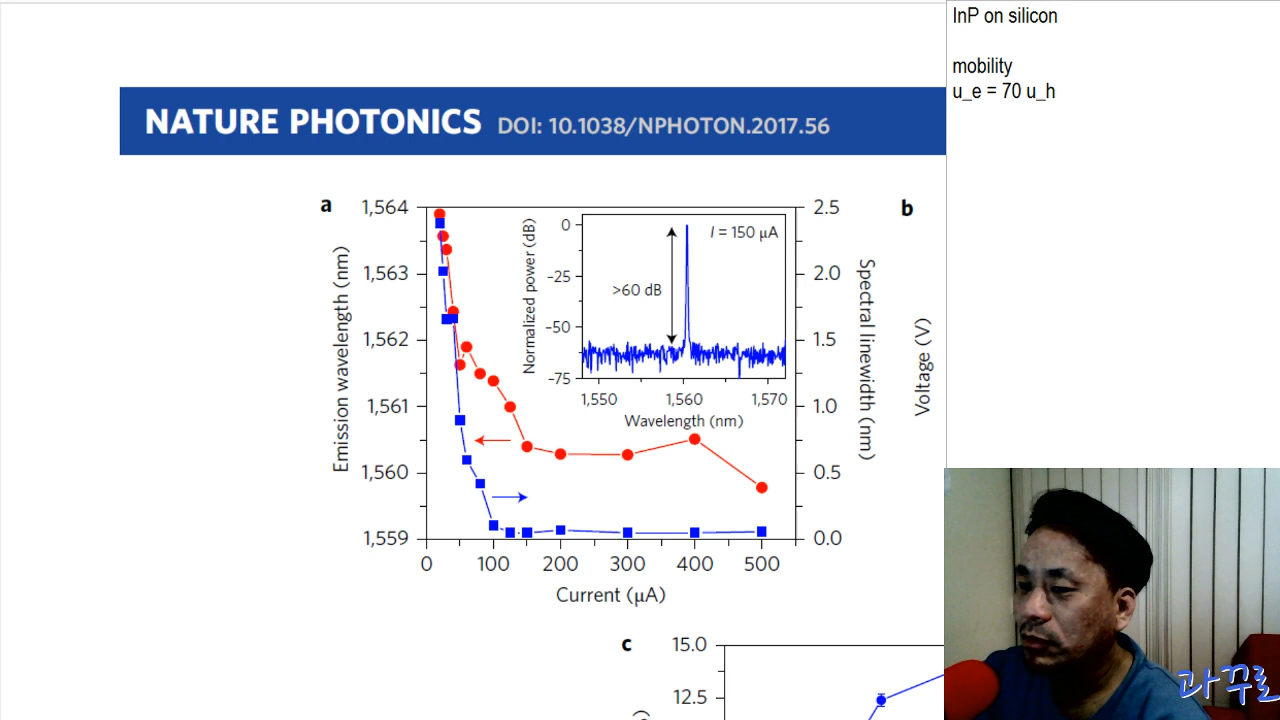 InP on silicon
mobility
u_e = 70 u_h
NATURE PHOTONICS DOI: 10.1038/NPHOTON.2017.56
a
b
1,564
1,563
1,562
1,561
1,560
1,559
Emission wavelength (nm)
2.5
2.0
1.5
1.0
0.5
0.0
Spectral linewidth (nm)
0 100 200 300 400 500
Current (μA)
0
−25
−50
−75
Normalized power (dB)
I = 150 μA
>60 dB
1,550 1,560 1,570
Wavelength (nm)
Voltage (V)
c
15.0
12.5
과꾸로